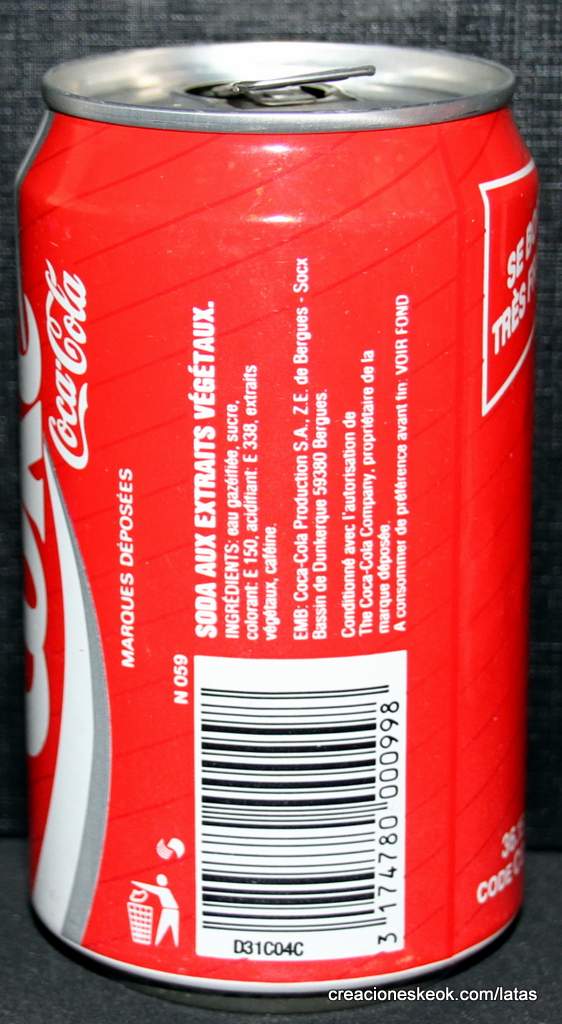 Coca-Cola
MARQUES DÉPOSÉES
N 059
SODA AUX EXTRAITS VÉGÉTAUX.
INGRÉDIENTS: eau gazéifiée, sucre,
colorant: E 150, acidifiant: E 338, extraits
végétaux, caféine.
EMB: Coca-Cola Production S.A., Z.E. de Bergues - Socx
Bassin de Dunkerque 59380 Bergues.
Conditionné avec l'autorisation de
The Coca-Cola Company, propriétaire de la
marque déposée.
A consommer de préférence avant fin: VOIR FOND
3 174780 000998
D31C04C
SE
TRÈS
CODE
creacioneskeok.com/latas